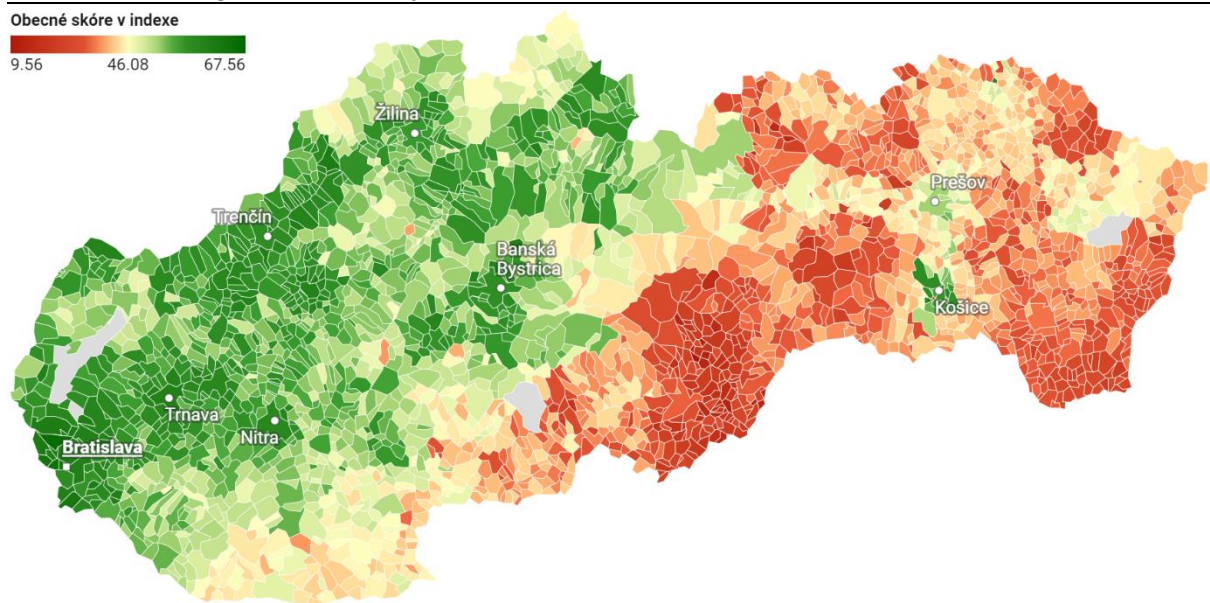 Obecné skóre v indexe
9.56 46.08 67.56
Žilina
Prešov
Trenčín
Banská
Bystrica
Košice
Trnava
Nitra
Bratislava